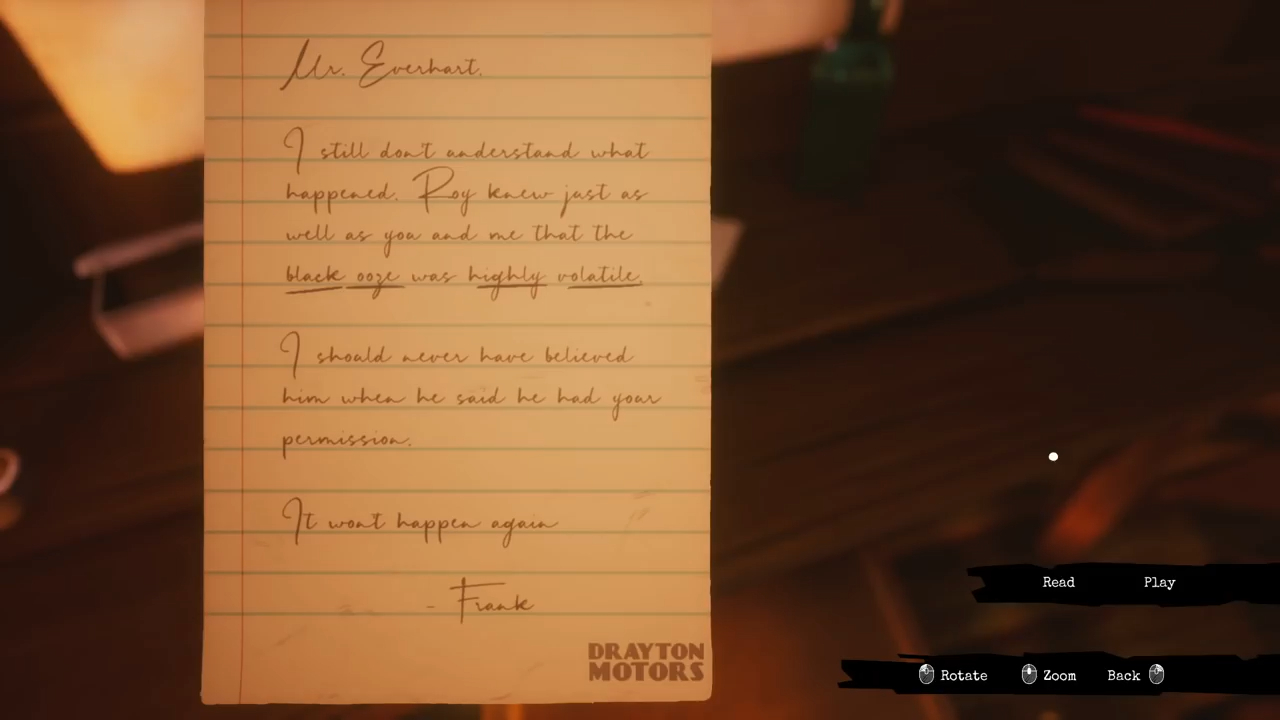 Mr. Everhart.
I still don't understand what
happened. Roy knew just as
well as you and me that the
black ooze was highly volatile.
I should never have believed
him when he said he had your
permission.
It won't happen again
- Frank
DRAYTON
MOTORS
Read Play
Rotate Zoom Back